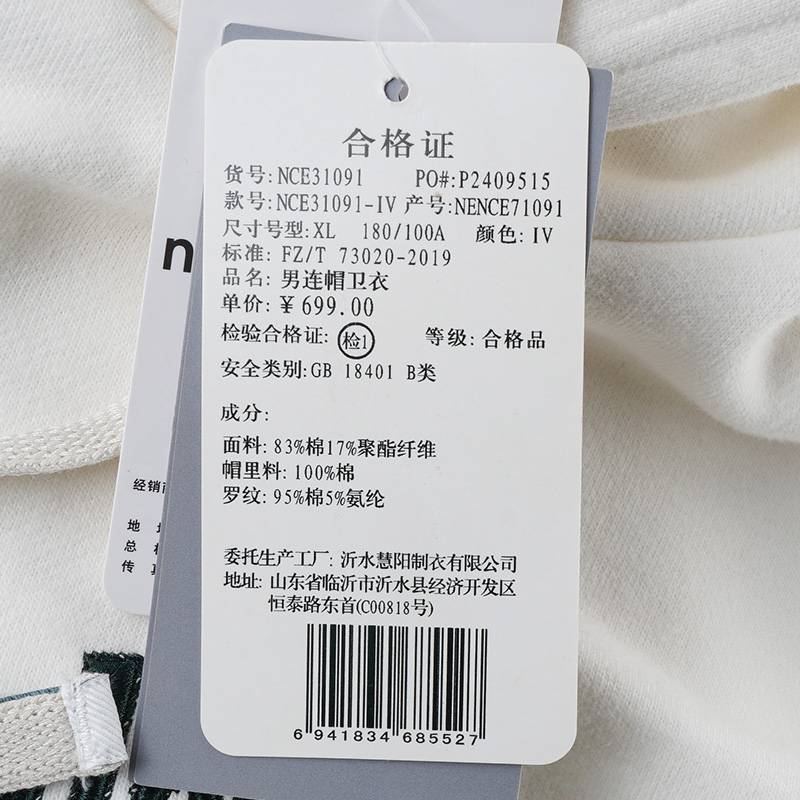 合格证
货号: NCE31091 PO#:P2409515
款号: NCE31091-IV 产号: NENCE71091
尺寸号型: XL 180/100A 颜色: IV
标准: FZ/T 73020-2019
品名: 男连帽卫衣
单价: ¥ 699.00
检验合格证: 检1 等级: 合格品
安全类别: GB 18401 B类
成分:
面料: 83%棉17%聚酯纤维
帽里料: 100%棉
罗纹: 95%棉5%氨纶
委托生产工厂: 沂水慧阳制衣有限公司
地址: 山东省临沂市沂水县经济开发区
恒泰路东首(C00818号)
6 941834 685527
n
经销商
地
总
传